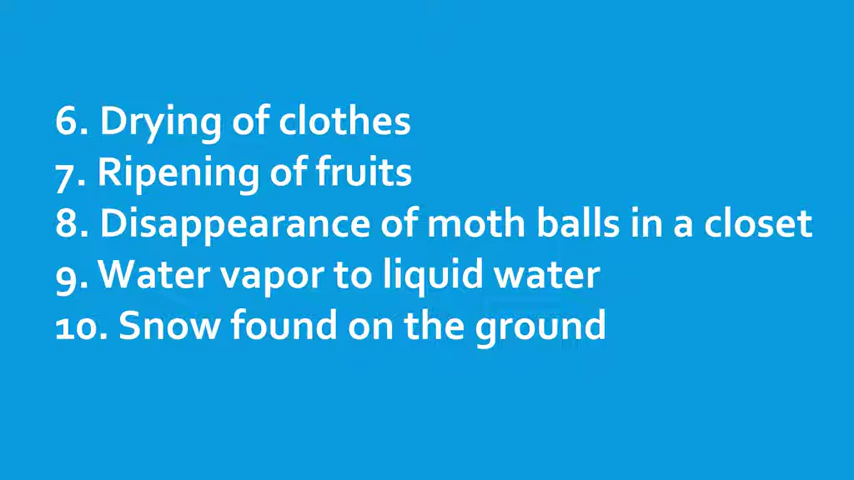 6. Drying of clothes
7. Ripening of fruits
8. Disappearance of moth balls in a closet
9. Water vapor to liquid water
10. Snow found on the ground